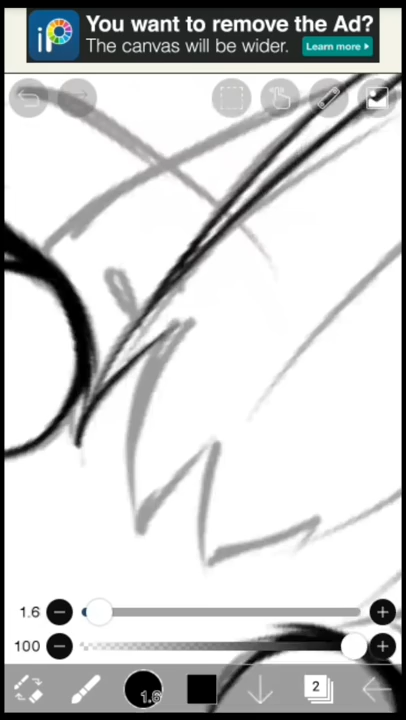 You want to remove the Ad?
iP
The canvas will be wider.
Learn more
1.6
100
1.6
2